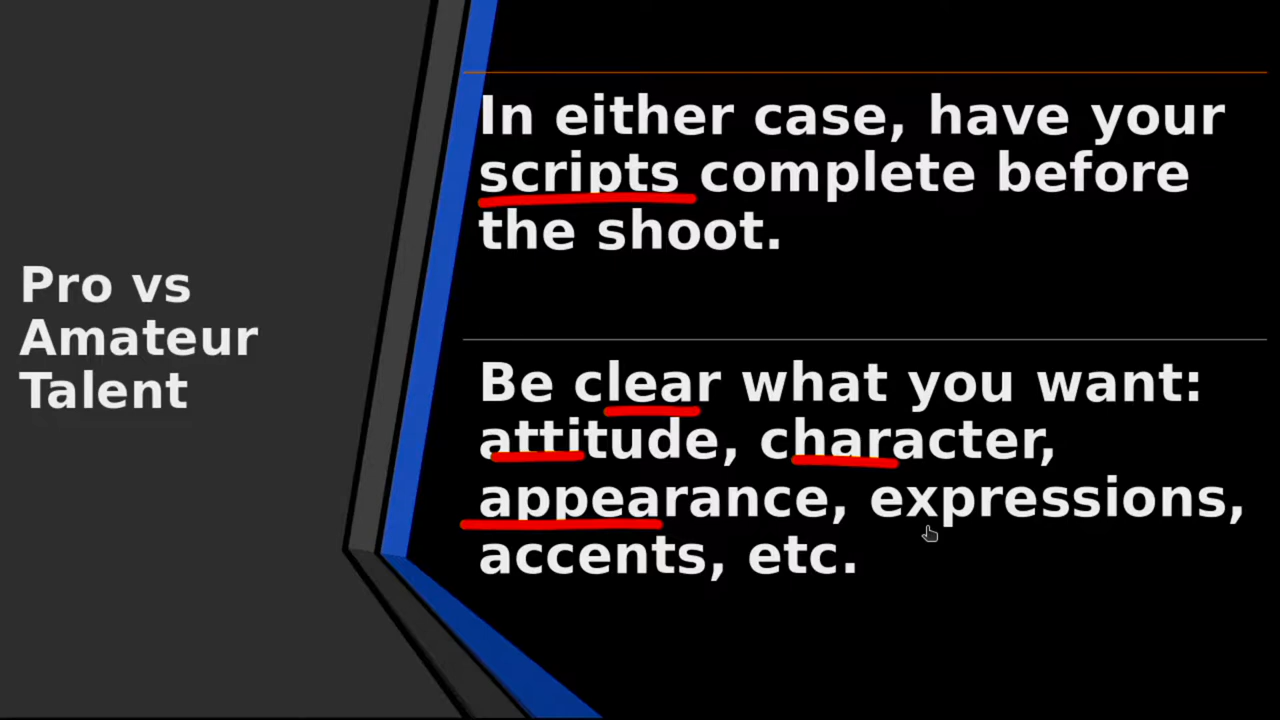 Pro vs
Amateur
Talent
In either case, have your
scripts complete before
the shoot.
Be clear what you want:
attitude, character,
appearance, expressions,
accents, etc.